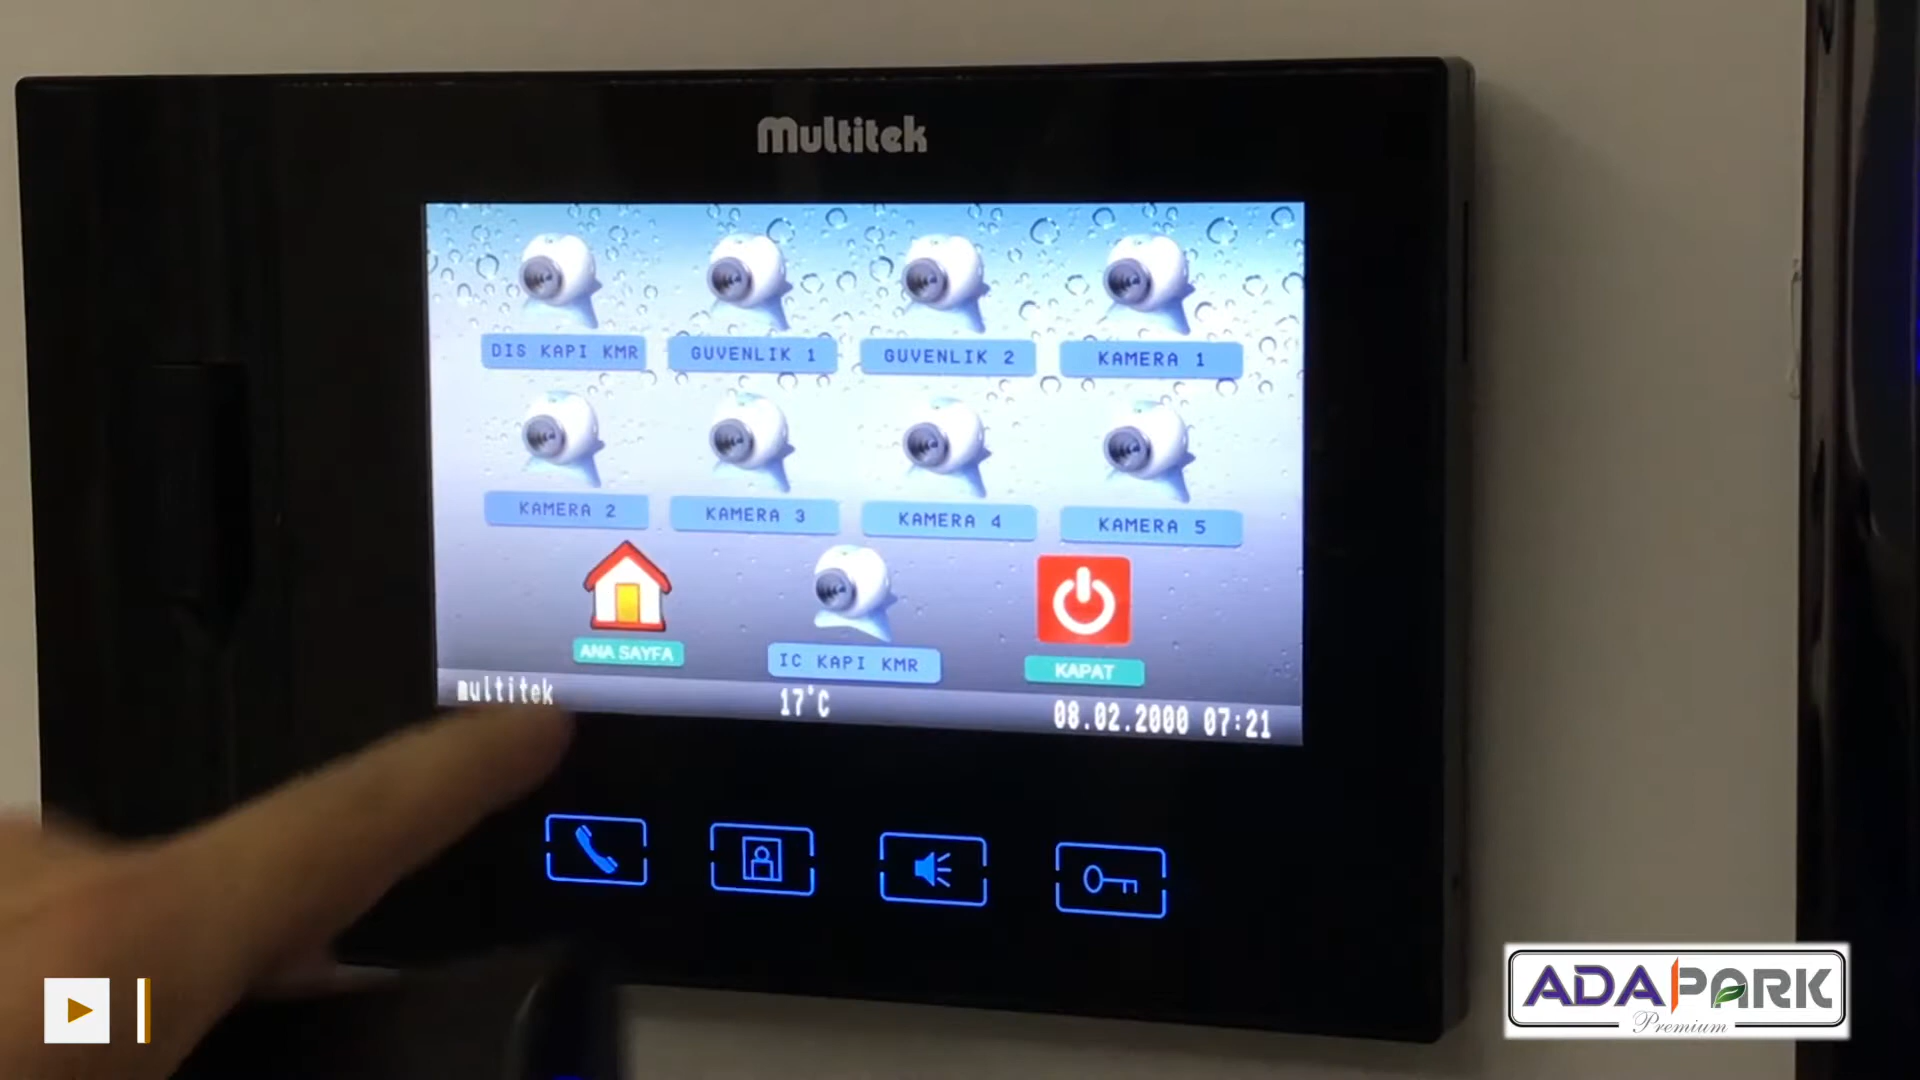 Multitek
DIS KAPI KMR
GUVENLIK 1
GUVENLIK 2
KAMERA 1
KAMERA 2
KAMERA 3
KAMERA 4
KAMERA 5
ANA SAYFA
IC KAPI KMR
KAPAT
multitek
17°C
08.02.2000 07:21
ADAPARK
Premium